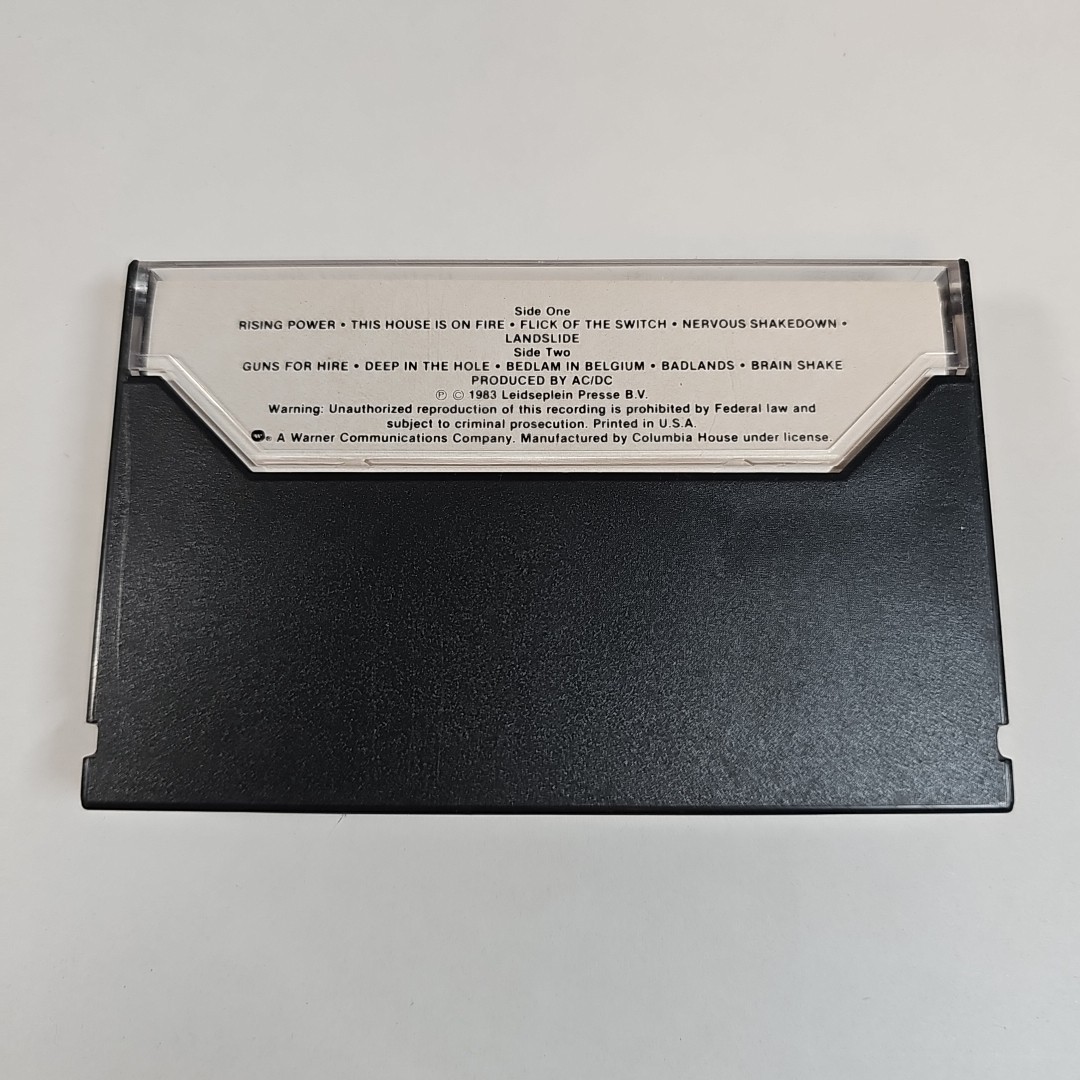 Side One
RISING POWER • THIS HOUSE IS ON FIRE • FLICK OF THE SWITCH • NERVOUS SHAKEDOWN •
LANDSLIDE
Side Two
GUNS FOR HIRE • DEEP IN THE HOLE • BEDLAM IN BELGIUM • BADLANDS • BRAIN SHAKE
PRODUCED BY AC/DC
℗ © 1983 Leidseplein Presse B.V.
Warning: Unauthorized reproduction of this recording is prohibited by Federal law and
subject to criminal prosecution. Printed in U.S.A.
® A Warner Communications Company. Manufactured by Columbia House under license.